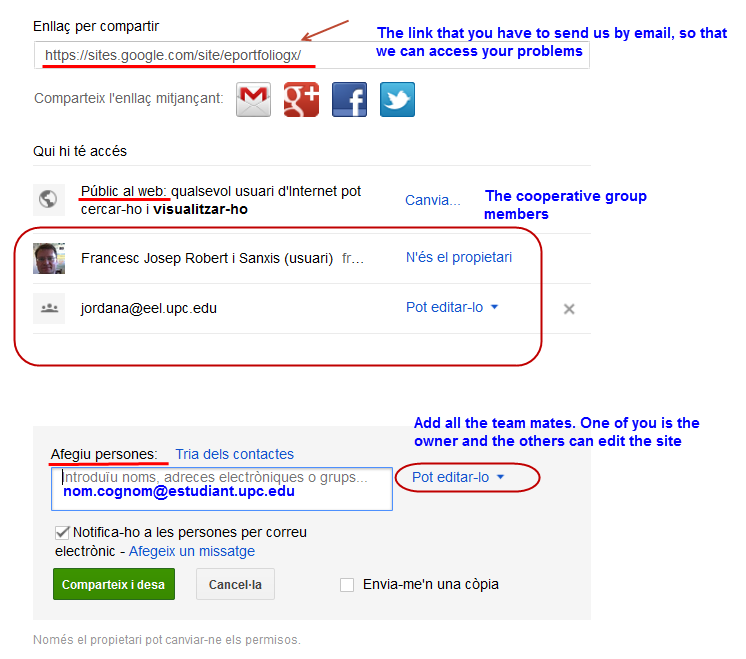 Enllaç per compartir
The link that you have to send us by email, so that
we can access your problems
https://sites.google.com/site/eportfoliogx/
Comparteix l'enllaç mitjançant:
Qui hi té accés
Públic al web: qualsevol usuari d'Internet pot
cercar-ho i visualitzar-ho
Canvia...
The cooperative group
members
Francesc Josep Robert i Sanxis (usuari) fr...
N'és el propietari
jordana@eel.upc.edu
Pot editar-lo
Add all the team mates. One of you is the
owner and the others can edit the site
Afegiu persones: Tria dels contactes
Introduïu noms, adreces electròniques o grups...
nom.cognom@estudiant.upc.edu
Pot editar-lo
Notifica-ho a les persones per correu
electrònic - Afegeix un missatge
Comparteix i desa
Cancel·la
Envia-me'n una còpia
Només el propietari pot canviar-ne els permisos.